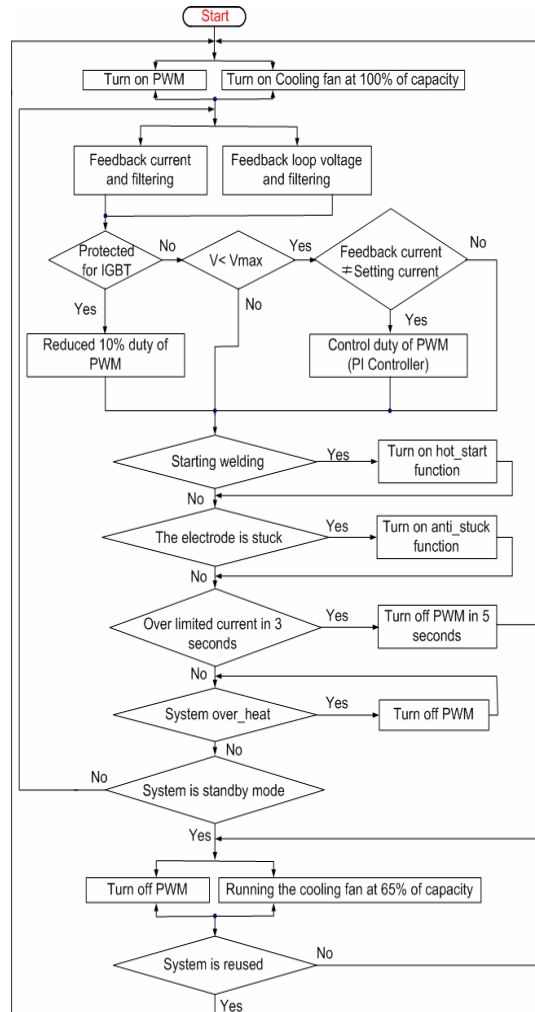 Start
Turn on PWM
Turn on Cooling fan at 100% of capacity
Feedback current
and filtering
Feedback loop voltage
and filtering
Protected
for IGBT
No
V< Vmax
Yes
Feedback current
≠Setting current
No
Yes
No
Yes
Reduced 10% duty of
PWM
Control duty of PWM
(PI Controller)
Starting welding
Yes
Turn on hot_start
function
No
The electrode is stuck
Yes
Turn on anti_stuck
function
No
Over limited current in 3
seconds
Yes
Turn off PWM in 5
seconds
No
System over_heat
Yes
Turn off PWM
No
No
System is standby mode
Yes
Turn off PWM
Running the cooling fan at 65% of capacity
System is reused
No
Yes